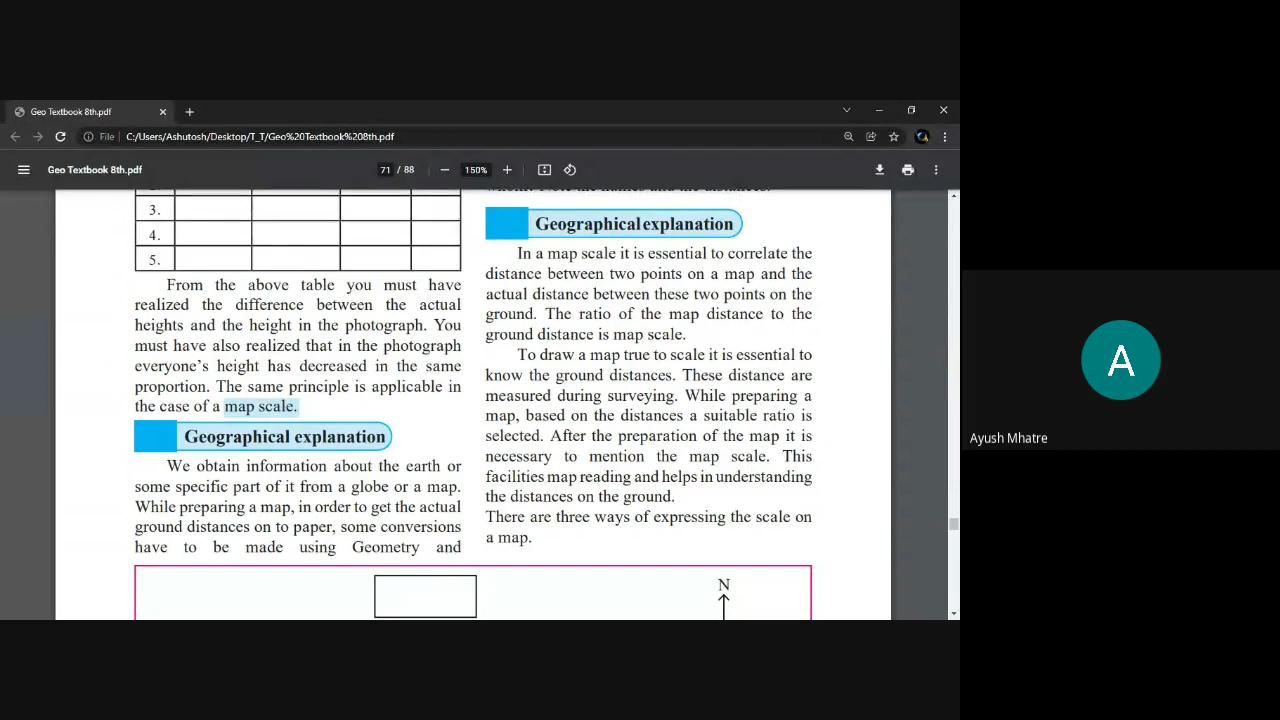 Geo Textbook 8th.pdf
File
C:/Users/Ashutosh/Desktop/T_T/Geo%20Textbook%208th.pdf
Geo Textbook 8th.pdf
71 / 88
150%
3.
4.
5.
From the above table you must have
realized the difference between the actual
heights and the height in the photograph. You
must have also realized that in the photograph
everyone's height has decreased in the same
proportion. The same principle is applicable in
the case of a map scale.
Geographical explanation
We obtain information about the earth or
some specific part of it from a globe or a map.
While preparing a map, in order to get the actual
ground distances on to paper, some conversions
have to be made using Geometry and
Geographical explanation
In a map scale it is essential to correlate the
distance between two points on a map and the
actual distance between these two points on the
ground. The ratio of the map distance to the
ground distance is map scale.
To draw a map true to scale it is essential to
know the ground distances. These distance are
measured during surveying. While preparing a
map, based on the distances a suitable ratio is
selected. After the preparation of the map it is
necessary to mention the map scale. This
facilities map reading and helps in understanding
the distances on the ground.
There are three ways of expressing the scale on
a map.
N
A
Ayush Mhatre